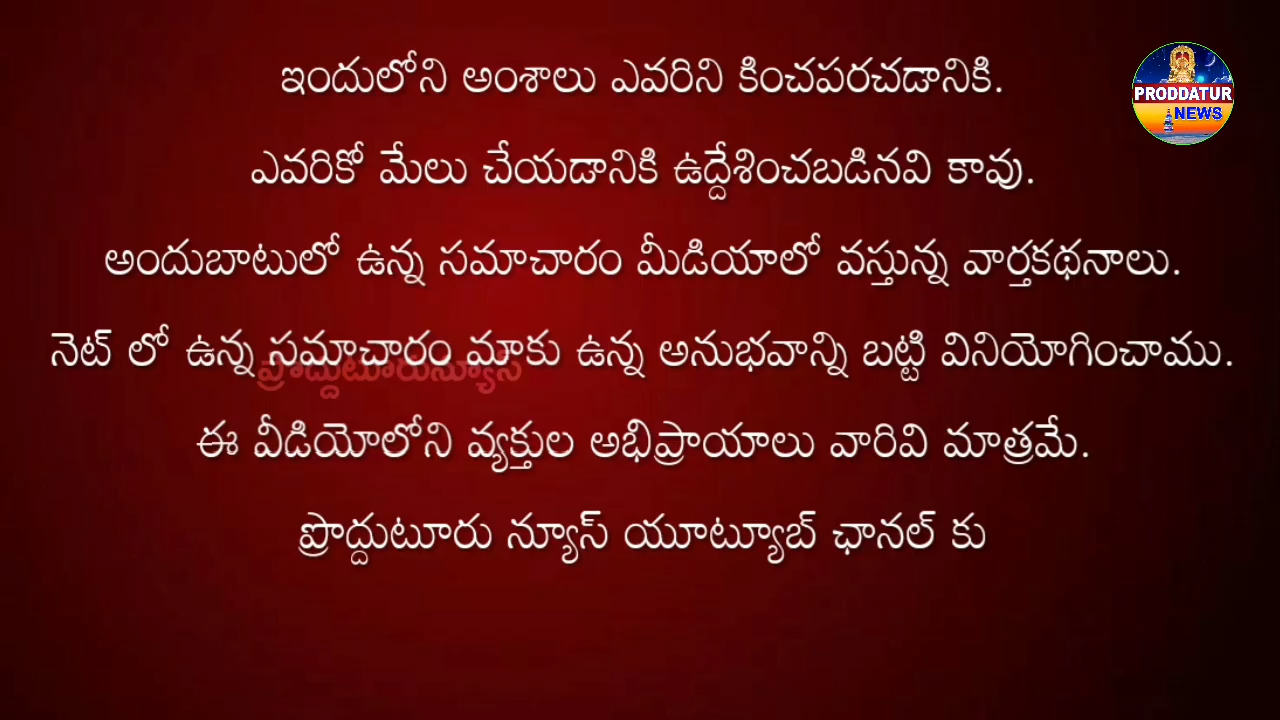 ఇందులోని అంశాలు ఎవరిని కించపరచడానికి.
ఎవరికో మేలు చేయడానికి ఉద్దేశించబడినవి కావు.
అందుబాటులో ఉన్న సమాచారం మీడియాలో వస్తున్న వార్తకథనాలు.
నెట్ లో ఉన్న సమాచారం మాకు ఉన్న అనుభవాన్ని బట్టి వినియోగించాము.
ప్రొద్దుటూరున్యూస్
ఈ వీడియోలోని వ్యక్తుల అభిప్రాయాలు వారివి మాత్రమే.
ప్రొద్దుటూరు న్యూస్ యూట్యూబ్ ఛానల్ కు
PRODDATUR
NEWS